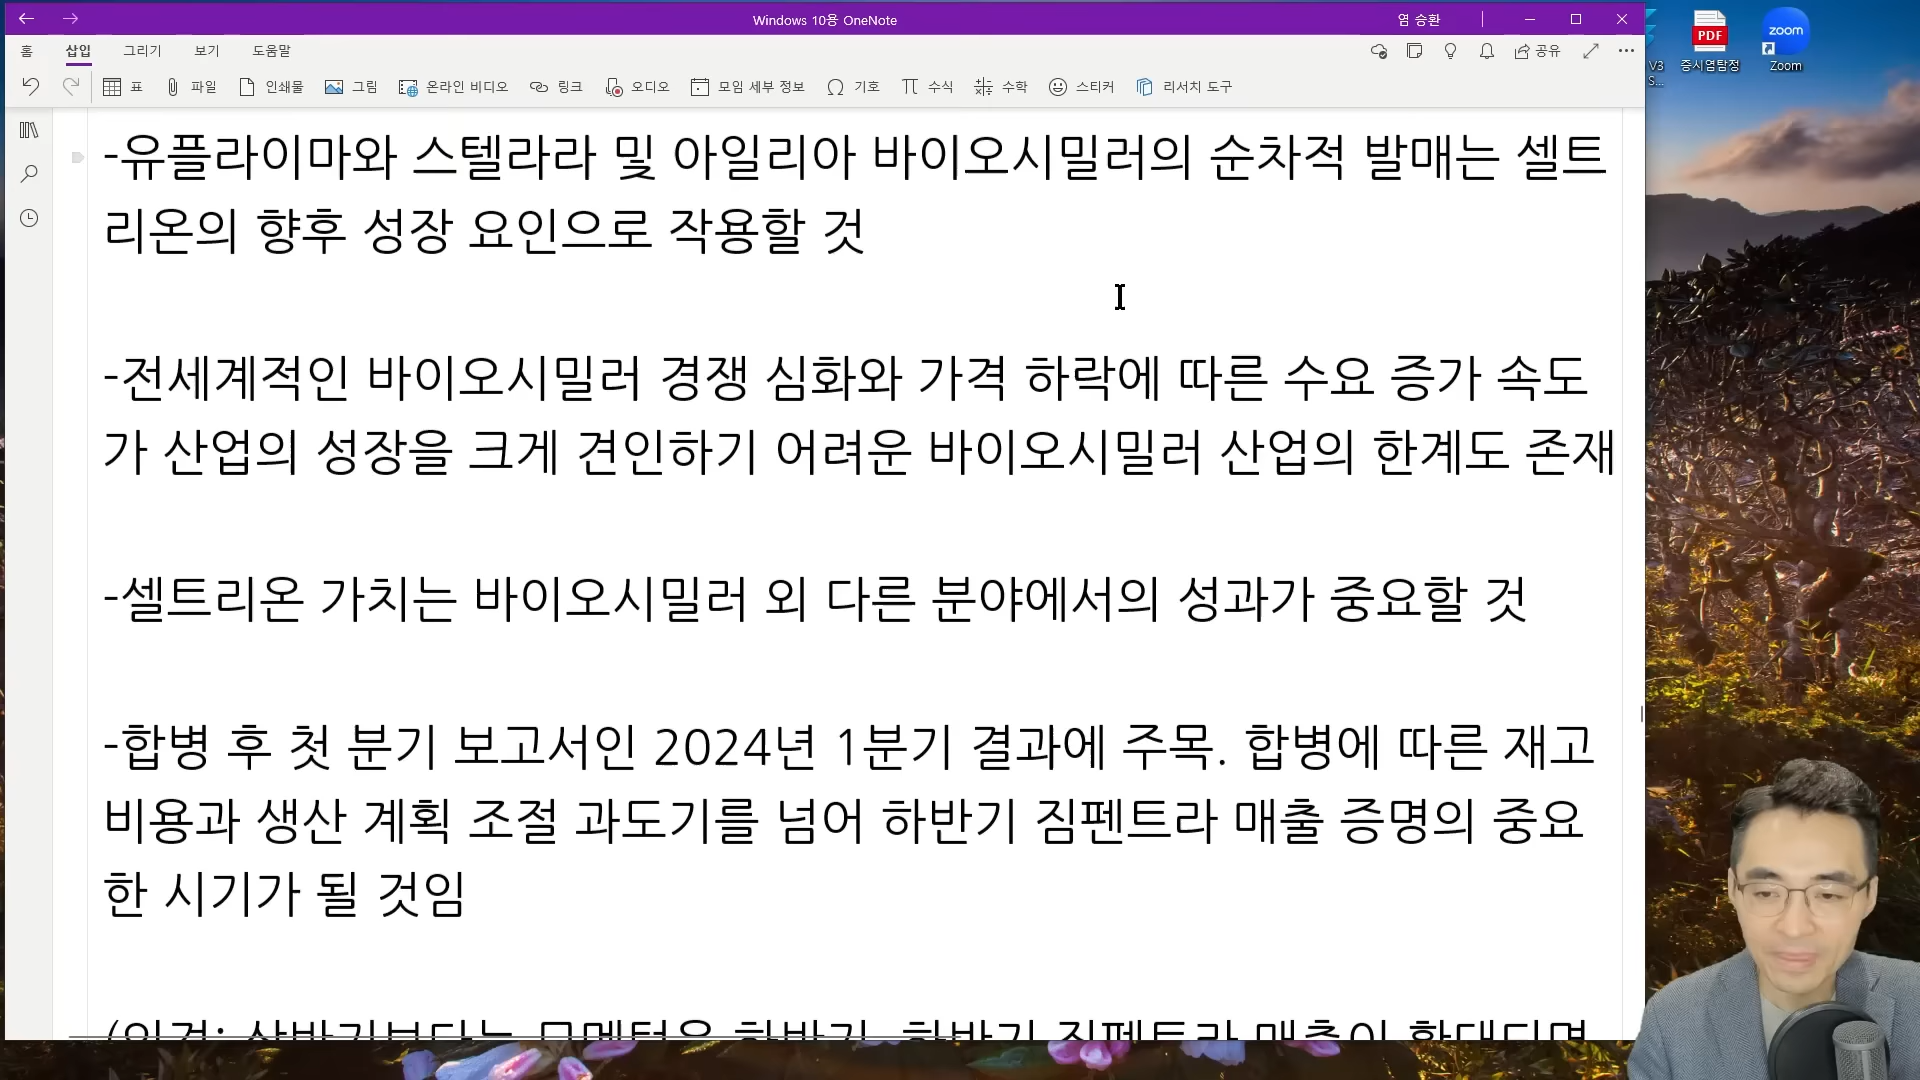 Windows 10용 OneNote
염 승환
홈 삽입 그리기 보기 도움말
공유
표 파일 인쇄물 그림 온라인 비디오 링크 오디오 모임 세부 정보 기호 수식 수학 스티커 리서치 도구
-유플라이마와 스텔라라 및 아일리아 바이오시밀러의 순차적 발매는 셀트
리온의 향후 성장 요인으로 작용할 것
-전세계적인 바이오시밀러 경쟁 심화와 가격 하락에 따른 수요 증가 속도
가 산업의 성장을 크게 견인하기 어려운 바이오시밀러 산업의 한계도 존재
-셀트리온 가치는 바이오시밀러 외 다른 분야에서의 성과가 중요할 것
-합병 후 첫 분기 보고서인 2024년 1분기 결과에 주목. 합병에 따른 재고
비용과 생산 계획 조절 과도기를 넘어 하반기 짐펜트라 매출 증명의 중요
한 시기가 될 것임
V3
S...
PDF
증시염탐정
zoom
Zoom